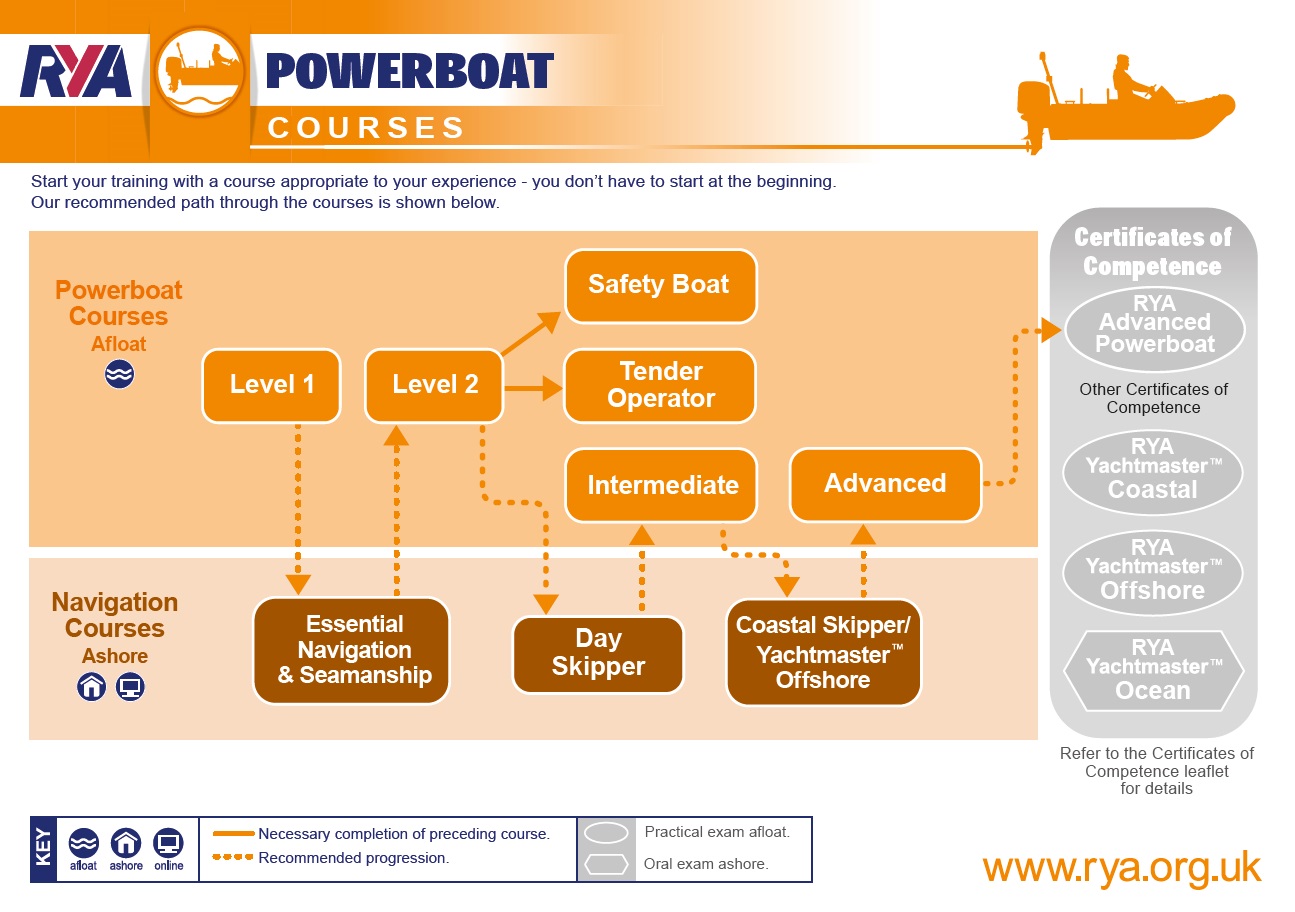 RYA
POWERBOAT
COURSES
Start your training with a course appropriate to your experience - you don't have to start at the beginning.
Our recommended path through the courses is shown below.
Powerboat
Courses
Afloat
Level 1
Level 2
Safety Boat
Tender
Operator
Intermediate
Advanced
Navigation
Courses
Ashore
Essential
Navigation
& Seamanship
Day
Skipper
Coastal Skipper/
Yachtmaster™
Offshore
Certificates of
Competence
RYA
Advanced
Powerboat
Other Certificates of
Competence
RYA
Yachtmaster™
Coastal
RYA
Yachtmaster™
Offshore
RYA
Yachtmaster™
Ocean
Refer to the Certificates of
Competence leaflet
for details
KEY
afloat
ashore
online
Necessary completion of preceding course.
Recommended progression.
Practical exam afloat.
Oral exam ashore.
www.rya.org.uk